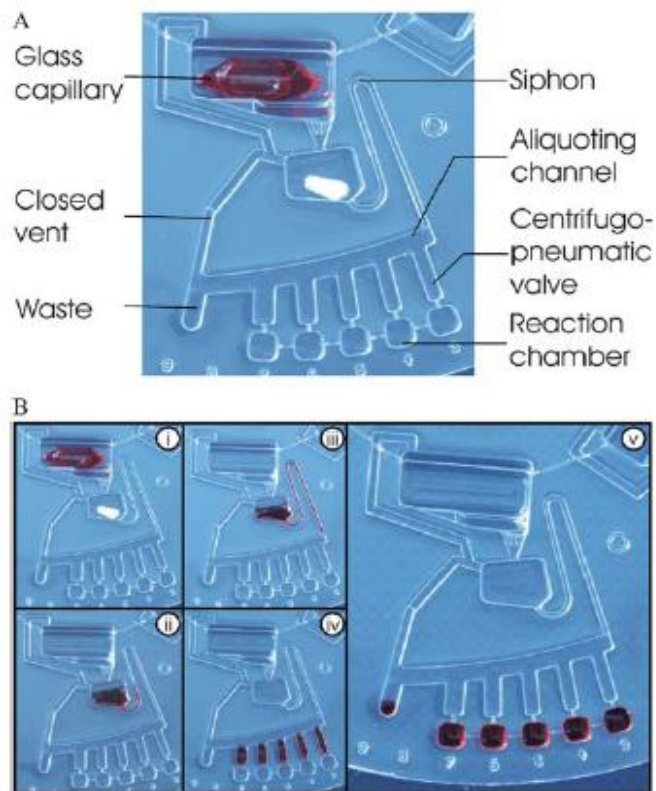 A
Glass
capillary
Siphon
Aliquoting
channel
Closed
vent
Centrifugo-
pneumatic
valve
Waste
Reaction
chamber
B
i
iii
v
ii
iv